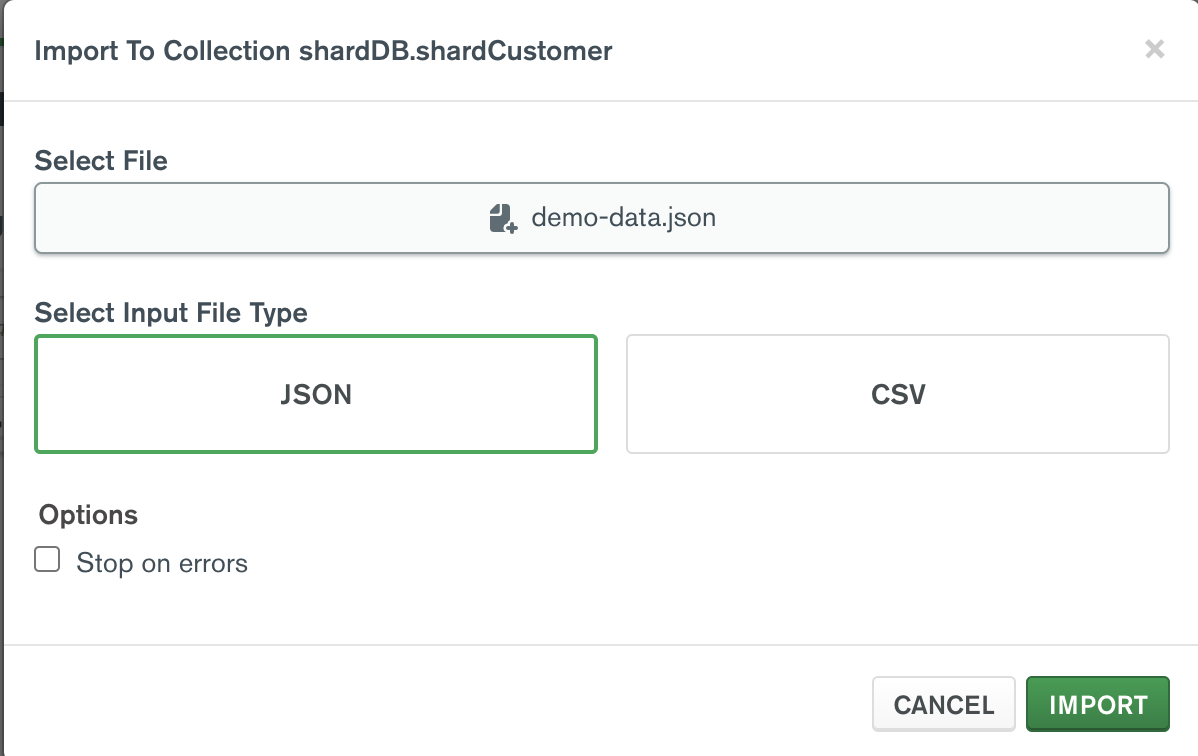 Import To Collection shardDB.shardCustomer
Select File
demo-data.json
Select Input File Type
JSON CSV
Options
Stop on errors
CANCEL IMPORT